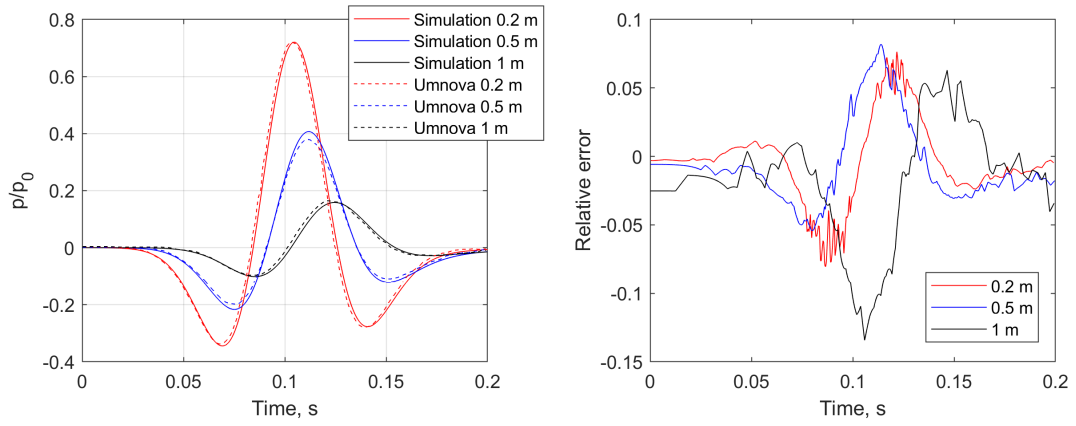 0.8
0.6
0.4
0.2
0
-0.2
-0.4
p/p0
0
0.05
0.1
0.15
0.2
Time, s
Simulation 0.2 m
Simulation 0.5 m
Simulation 1 m
Umnova 0.2 m
Umnova 0.5 m
Umnova 1 m
0.1
0.05
0
-0.05
-0.1
-0.15
Relative error
0
0.05
0.1
0.15
0.2
Time, s
0.2 m
0.5 m
1 m